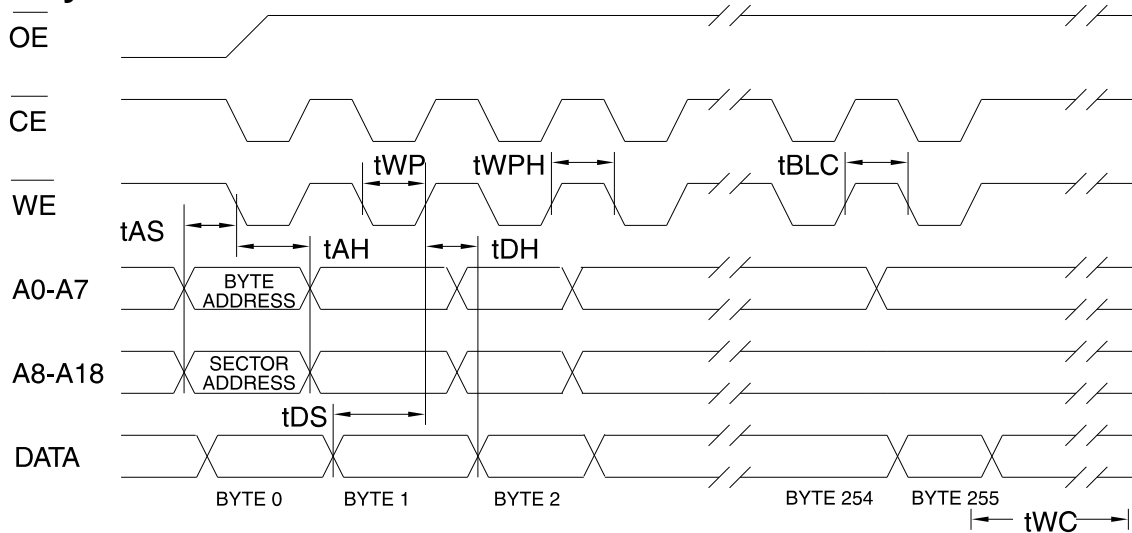 OE
CE
tWP
tWPH
tBLC
WE
tAS
tAH
tDH
A0-A7
BYTE
ADDRESS
A8-A18
SECTOR
ADDRESS
tDS
DATA
BYTE 0
BYTE 1
BYTE 2
BYTE 254
BYTE 255
tWC